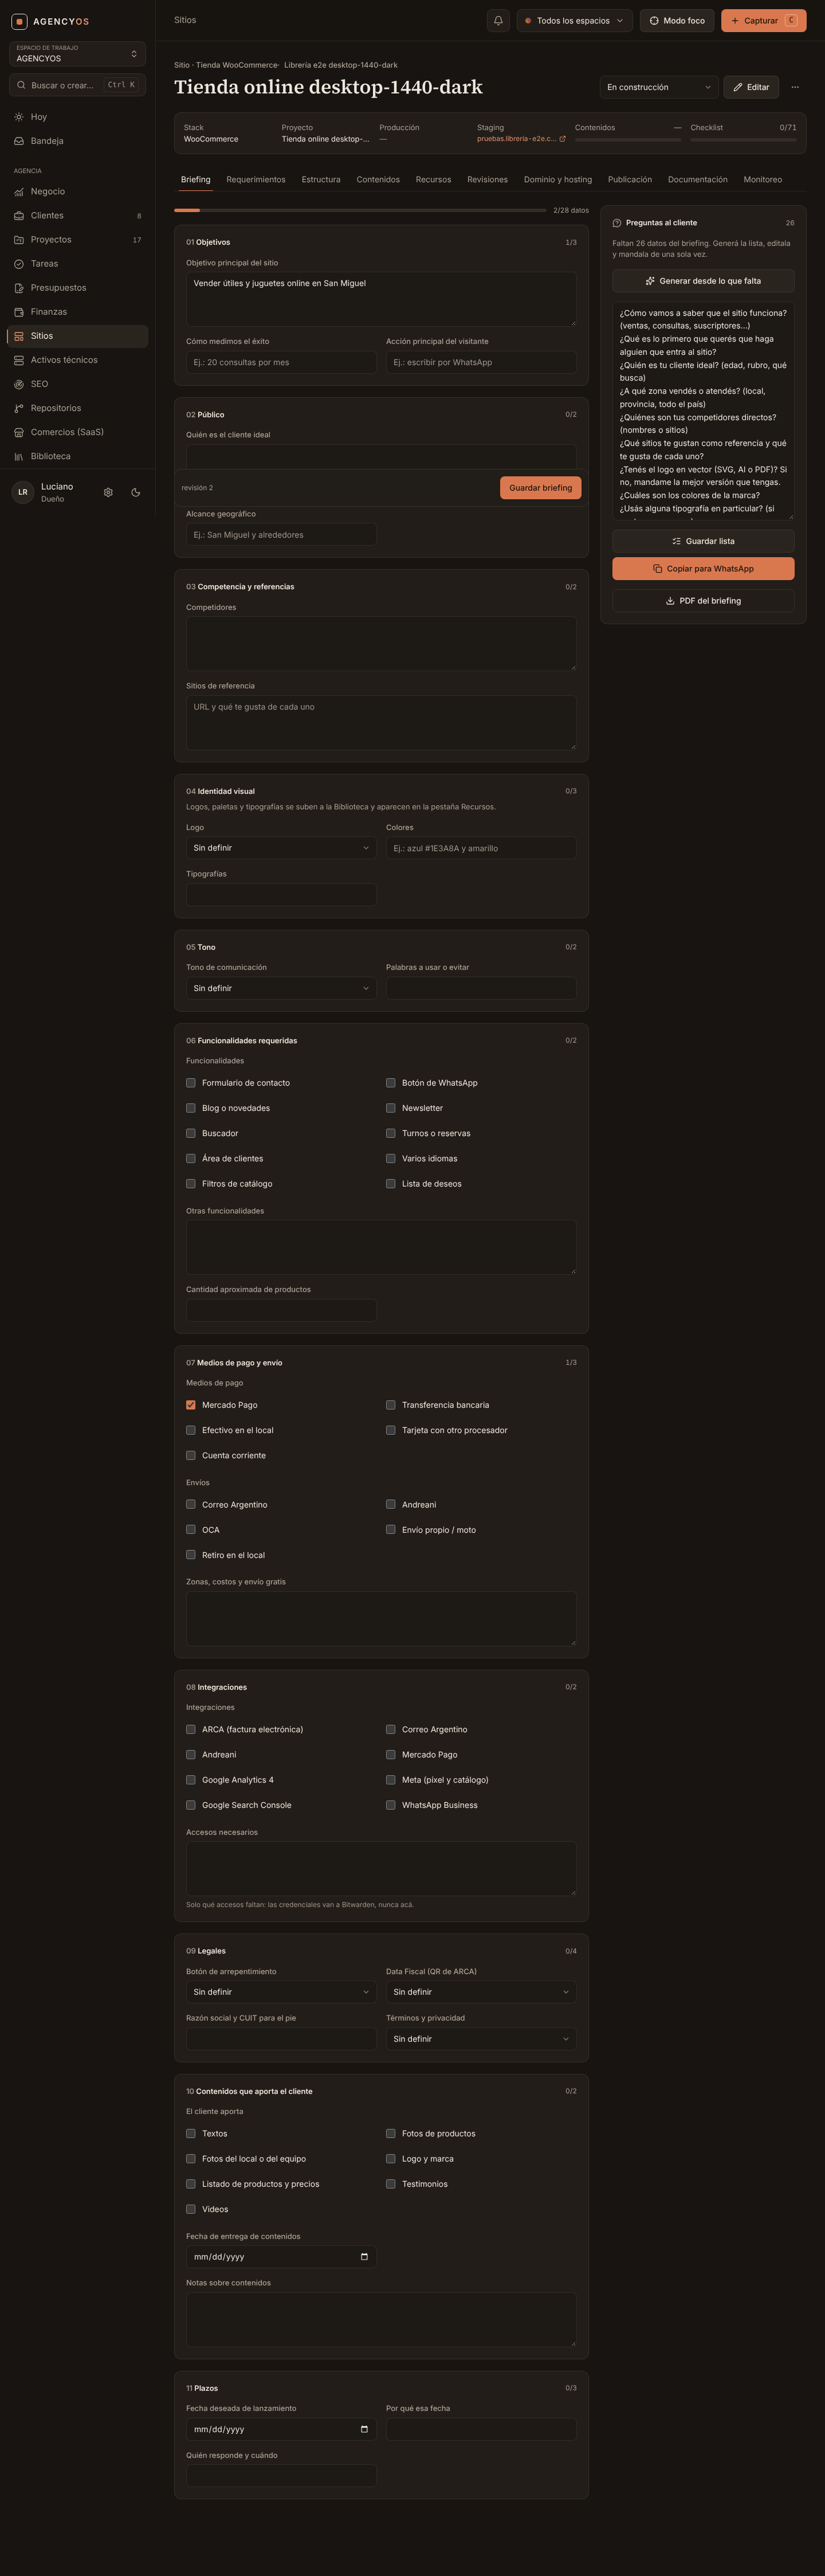 AGENCYOS
ESPACIO DE TRABAJO
AGENCYOS
Buscar o crear... Ctrl K
Hoy
Bandeja
AGENCIA
Negocio
Clientes 8
Proyectos 17
Tareas
Presupuestos
Finanzas
Sitios
Activos técnicos
SEO
Repositorios
Comercios (SaaS)
Biblioteca
LR
Luciano
Dueño
Sitios
Todos los espacios
Modo foco
Capturar C
Sitio · Tienda WooCommerce · Librería e2e desktop-1440-dark
Tienda online desktop-1440-dark
En construcción
Editar
Stack
WooCommerce
Proyecto
Tienda online desktop-...
Producción
—
Staging
pruebas.libreria-e2e.c...
Contenidos —
Checklist 0/71
Briefing Requerimientos Estructura Contenidos Recursos Revisiones Dominio y hosting Publicación Documentación Monitoreo
2/28 datos
01 Objetivos 1/3
Objetivo principal del sitio
Vender útiles y juguetes online en San Miguel
Cómo medimos el éxito
Ej.: 20 consultas por mes
Acción principal del visitante
Ej.: escribir por WhatsApp
02 Público 0/2
Quién es el cliente ideal
revisión 2
Guardar briefing
Alcance geográfico
Ej.: San Miguel y alrededores
03 Competencia y referencias 0/2
Competidores
Sitios de referencia
URL y qué te gusta de cada uno
04 Identidad visual 0/3
Logos, paletas y tipografías se suben a la Biblioteca y aparecen en la pestaña Recursos.
Logo
Sin definir
Colores
Ej.: azul #1E3A8A y amarillo
Tipografías
05 Tono 0/2
Tono de comunicación
Sin definir
Palabras a usar o evitar
06 Funcionalidades requeridas 0/2
Funcionalidades
Formulario de contacto
Botón de WhatsApp
Blog o novedades
Newsletter
Buscador
Turnos o reservas
Área de clientes
Varios idiomas
Filtros de catálogo
Lista de deseos
Otras funcionalidades
Cantidad aproximada de productos
07 Medios de pago y envío 1/3
Medios de pago
Mercado Pago
Transferencia bancaria
Efectivo en el local
Tarjeta con otro procesador
Cuenta corriente
Envíos
Correo Argentino
Andreani
OCA
Envío propio / moto
Retiro en el local
Zonas, costos y envío gratis
08 Integraciones 0/2
Integraciones
ARCA (factura electrónica)
Correo Argentino
Andreani
Mercado Pago
Google Analytics 4
Meta (píxel y catálogo)
Google Search Console
WhatsApp Business
Accesos necesarios
Solo qué accesos faltan: las credenciales van a Bitwarden, nunca acá.
09 Legales 0/4
Botón de arrepentimiento
Sin definir
Data Fiscal (QR de ARCA)
Sin definir
Razón social y CUIT para el pie
Términos y privacidad
Sin definir
10 Contenidos que aporta el cliente 0/2
El cliente aporta
Textos
Fotos de productos
Fotos del local o del equipo
Logo y marca
Listado de productos y precios
Testimonios
Videos
Fecha de entrega de contenidos
mm/dd/yyyy
Notas sobre contenidos
11 Plazos 0/3
Fecha deseada de lanzamiento
mm/dd/yyyy
Por qué esa fecha
Quién responde y cuándo
Preguntas al cliente 26
Faltan 26 datos del briefing. Generá la lista, editala
y mandala de una sola vez.
Generar desde lo que falta
¿Cómo vamos a saber que el sitio funciona?
(ventas, consultas, suscriptores...)
¿Qué es lo primero que querés que haga
alguien que entra al sitio?
¿Quién es tu cliente ideal? (edad, rubro, qué
busca)
¿A qué zona vendés o atendés? (local,
provincia, todo el país)
¿Quiénes son tus competidores directos?
(nombres o sitios)
¿Qué sitios te gustan como referencia y qué
te gusta de cada uno?
¿Tenés el logo en vector (SVG, AI o PDF)? Si
no, mandame la mejor versión que tengas.
¿Cuáles son los colores de la marca?
¿Usás alguna tipografía en particular? (si
Guardar lista
Copiar para WhatsApp
PDF del briefing